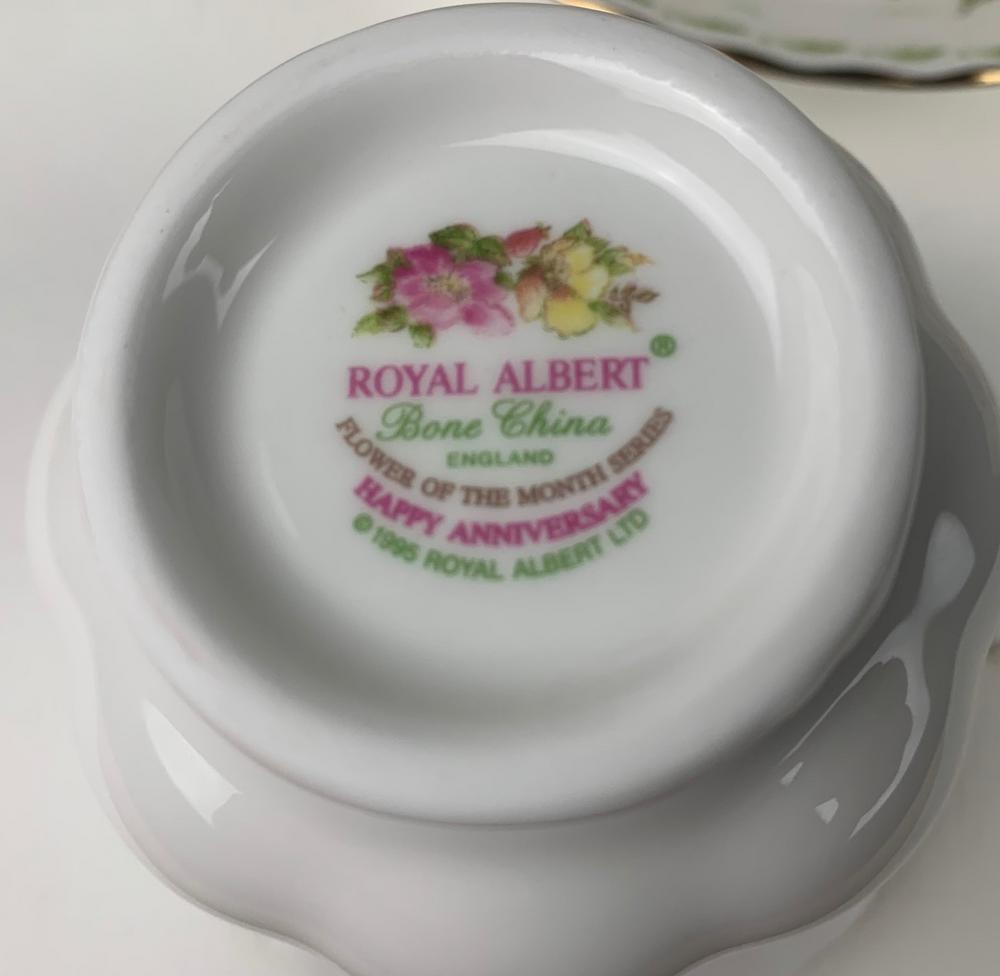 ROYAL ALBERT®
Bone China
ENGLAND
FLOWER OF THE MONTH SERIES
HAPPY ANNIVERSARY
© 1995 ROYAL ALBERT LTD